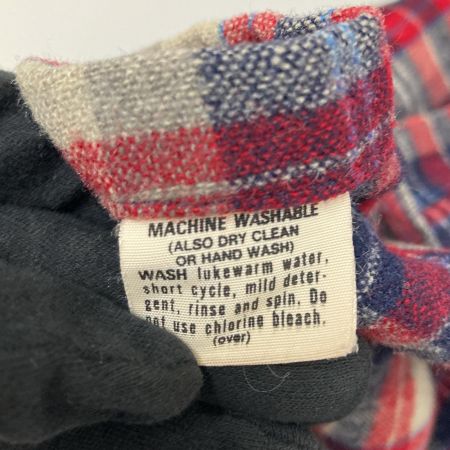 MACHINE WASHABLE
(ALSO DRY CLEAN
OR HAND WASH)
WASH lukewarm water,
short cycle, mild deter-
gent, rinse and spin. Do
not use chlorine bleach.
(over)